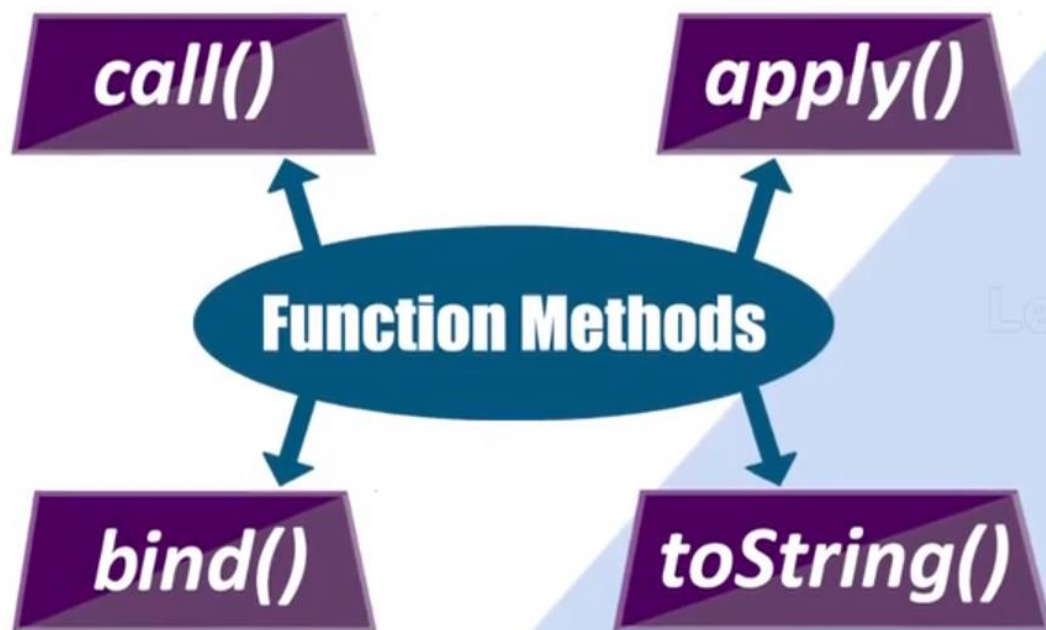 call()
apply()
Function Methods
bind()
toString()